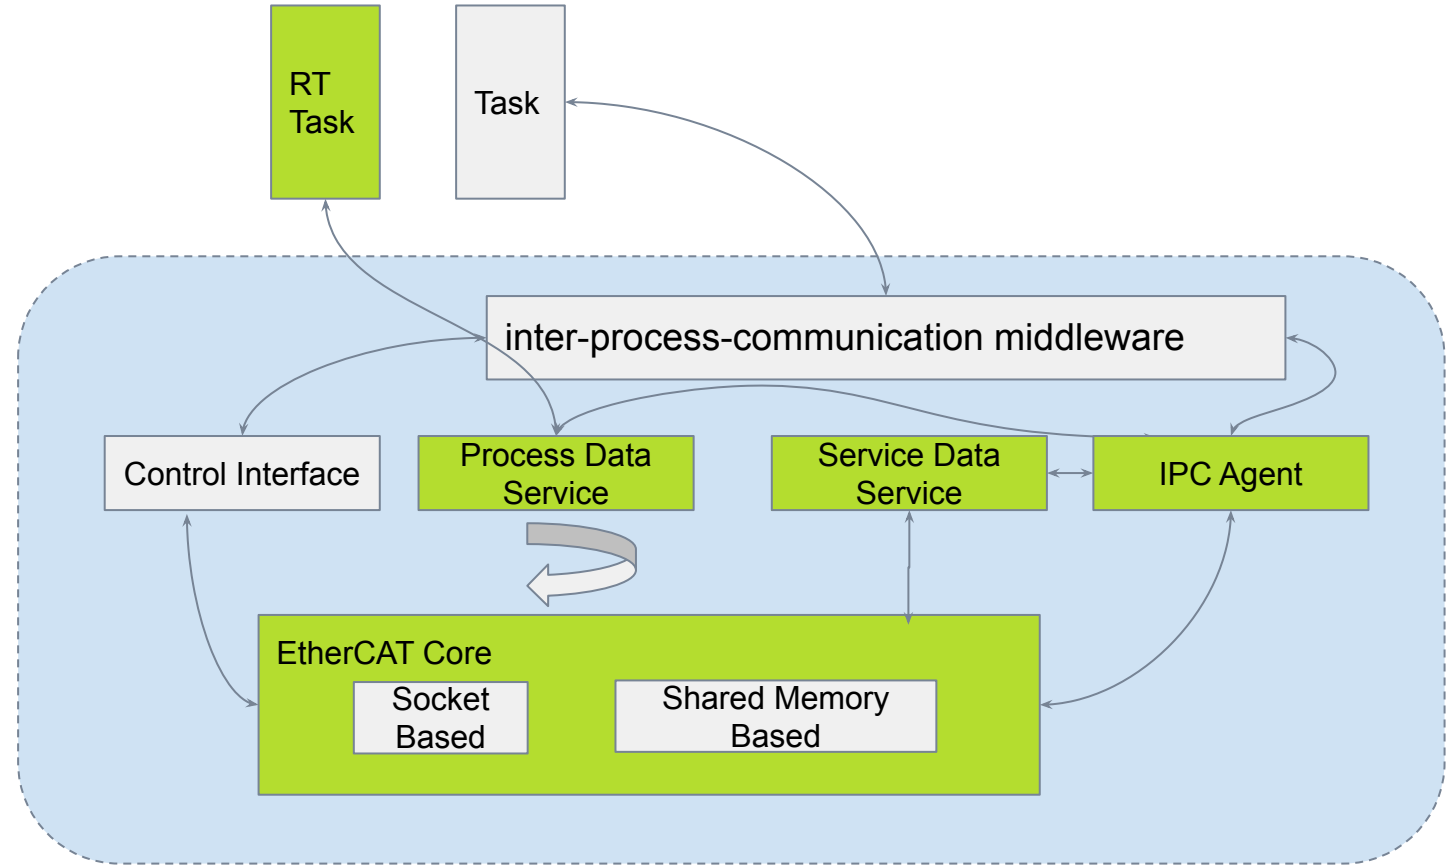 RT
Task
Task
inter-process-communication middleware
Control Interface
Process Data
Service
Service Data
Service
IPC Agent
EtherCAT Core
Socket
Based
Shared Memory
Based